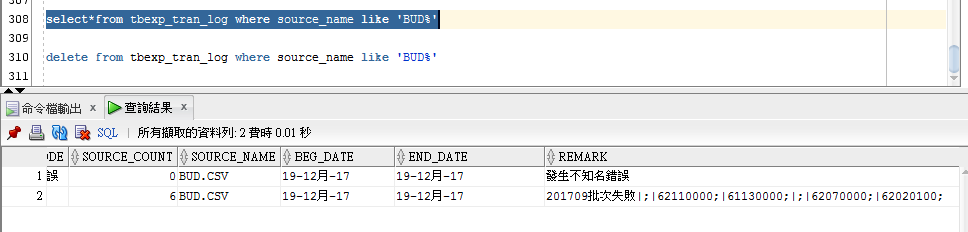 307
308 select*from tbexp_tran_log where source_name like 'BUD%'
309
310 delete from tbexp_tran_log where source_name like 'BUD%'
311
命令檔輸出 × 查詢結果 ×
SQL | 所有擷取的資料列: 2 費時 0.01 秒
DE SOURCE_COUNT SOURCE_NAME BEG_DATE END_DATE REMARK
1 誤 0 BUD.CSV 19-12月-17 19-12月-17 發生不知名錯誤
2 6 BUD.CSV 19-12月-17 19-12月-17 201709批次失敗|;|62110000;|61130000;|;|62070000;|62020100;